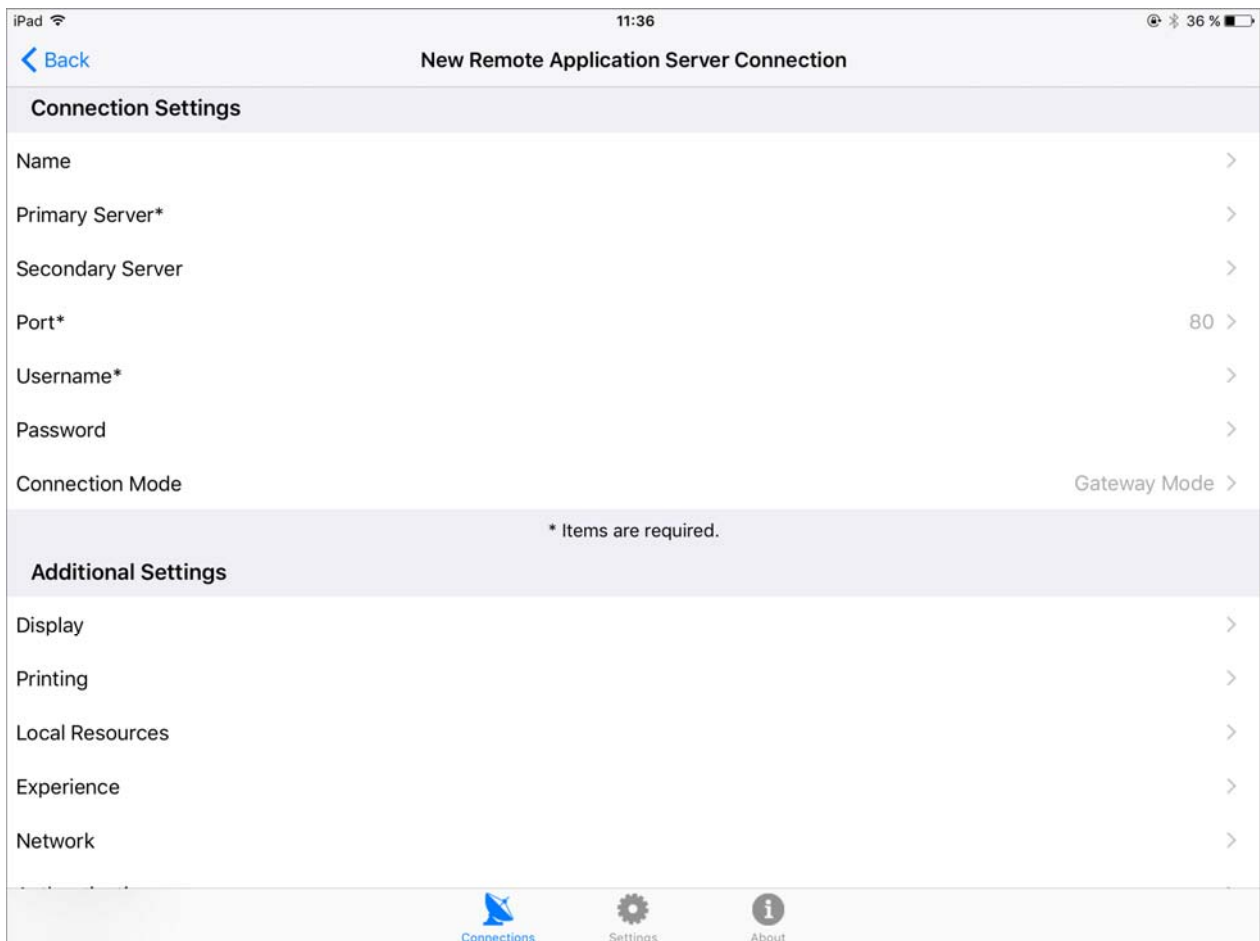 iPad 11:36 36 %
Back New Remote Application Server Connection
Connection Settings
Name
Primary Server*
Secondary Server
Port* 80
Username*
Password
Connection Mode Gateway Mode
* Items are required.
Additional Settings
Display
Printing
Local Resources
Experience
Network
Connections Settings About